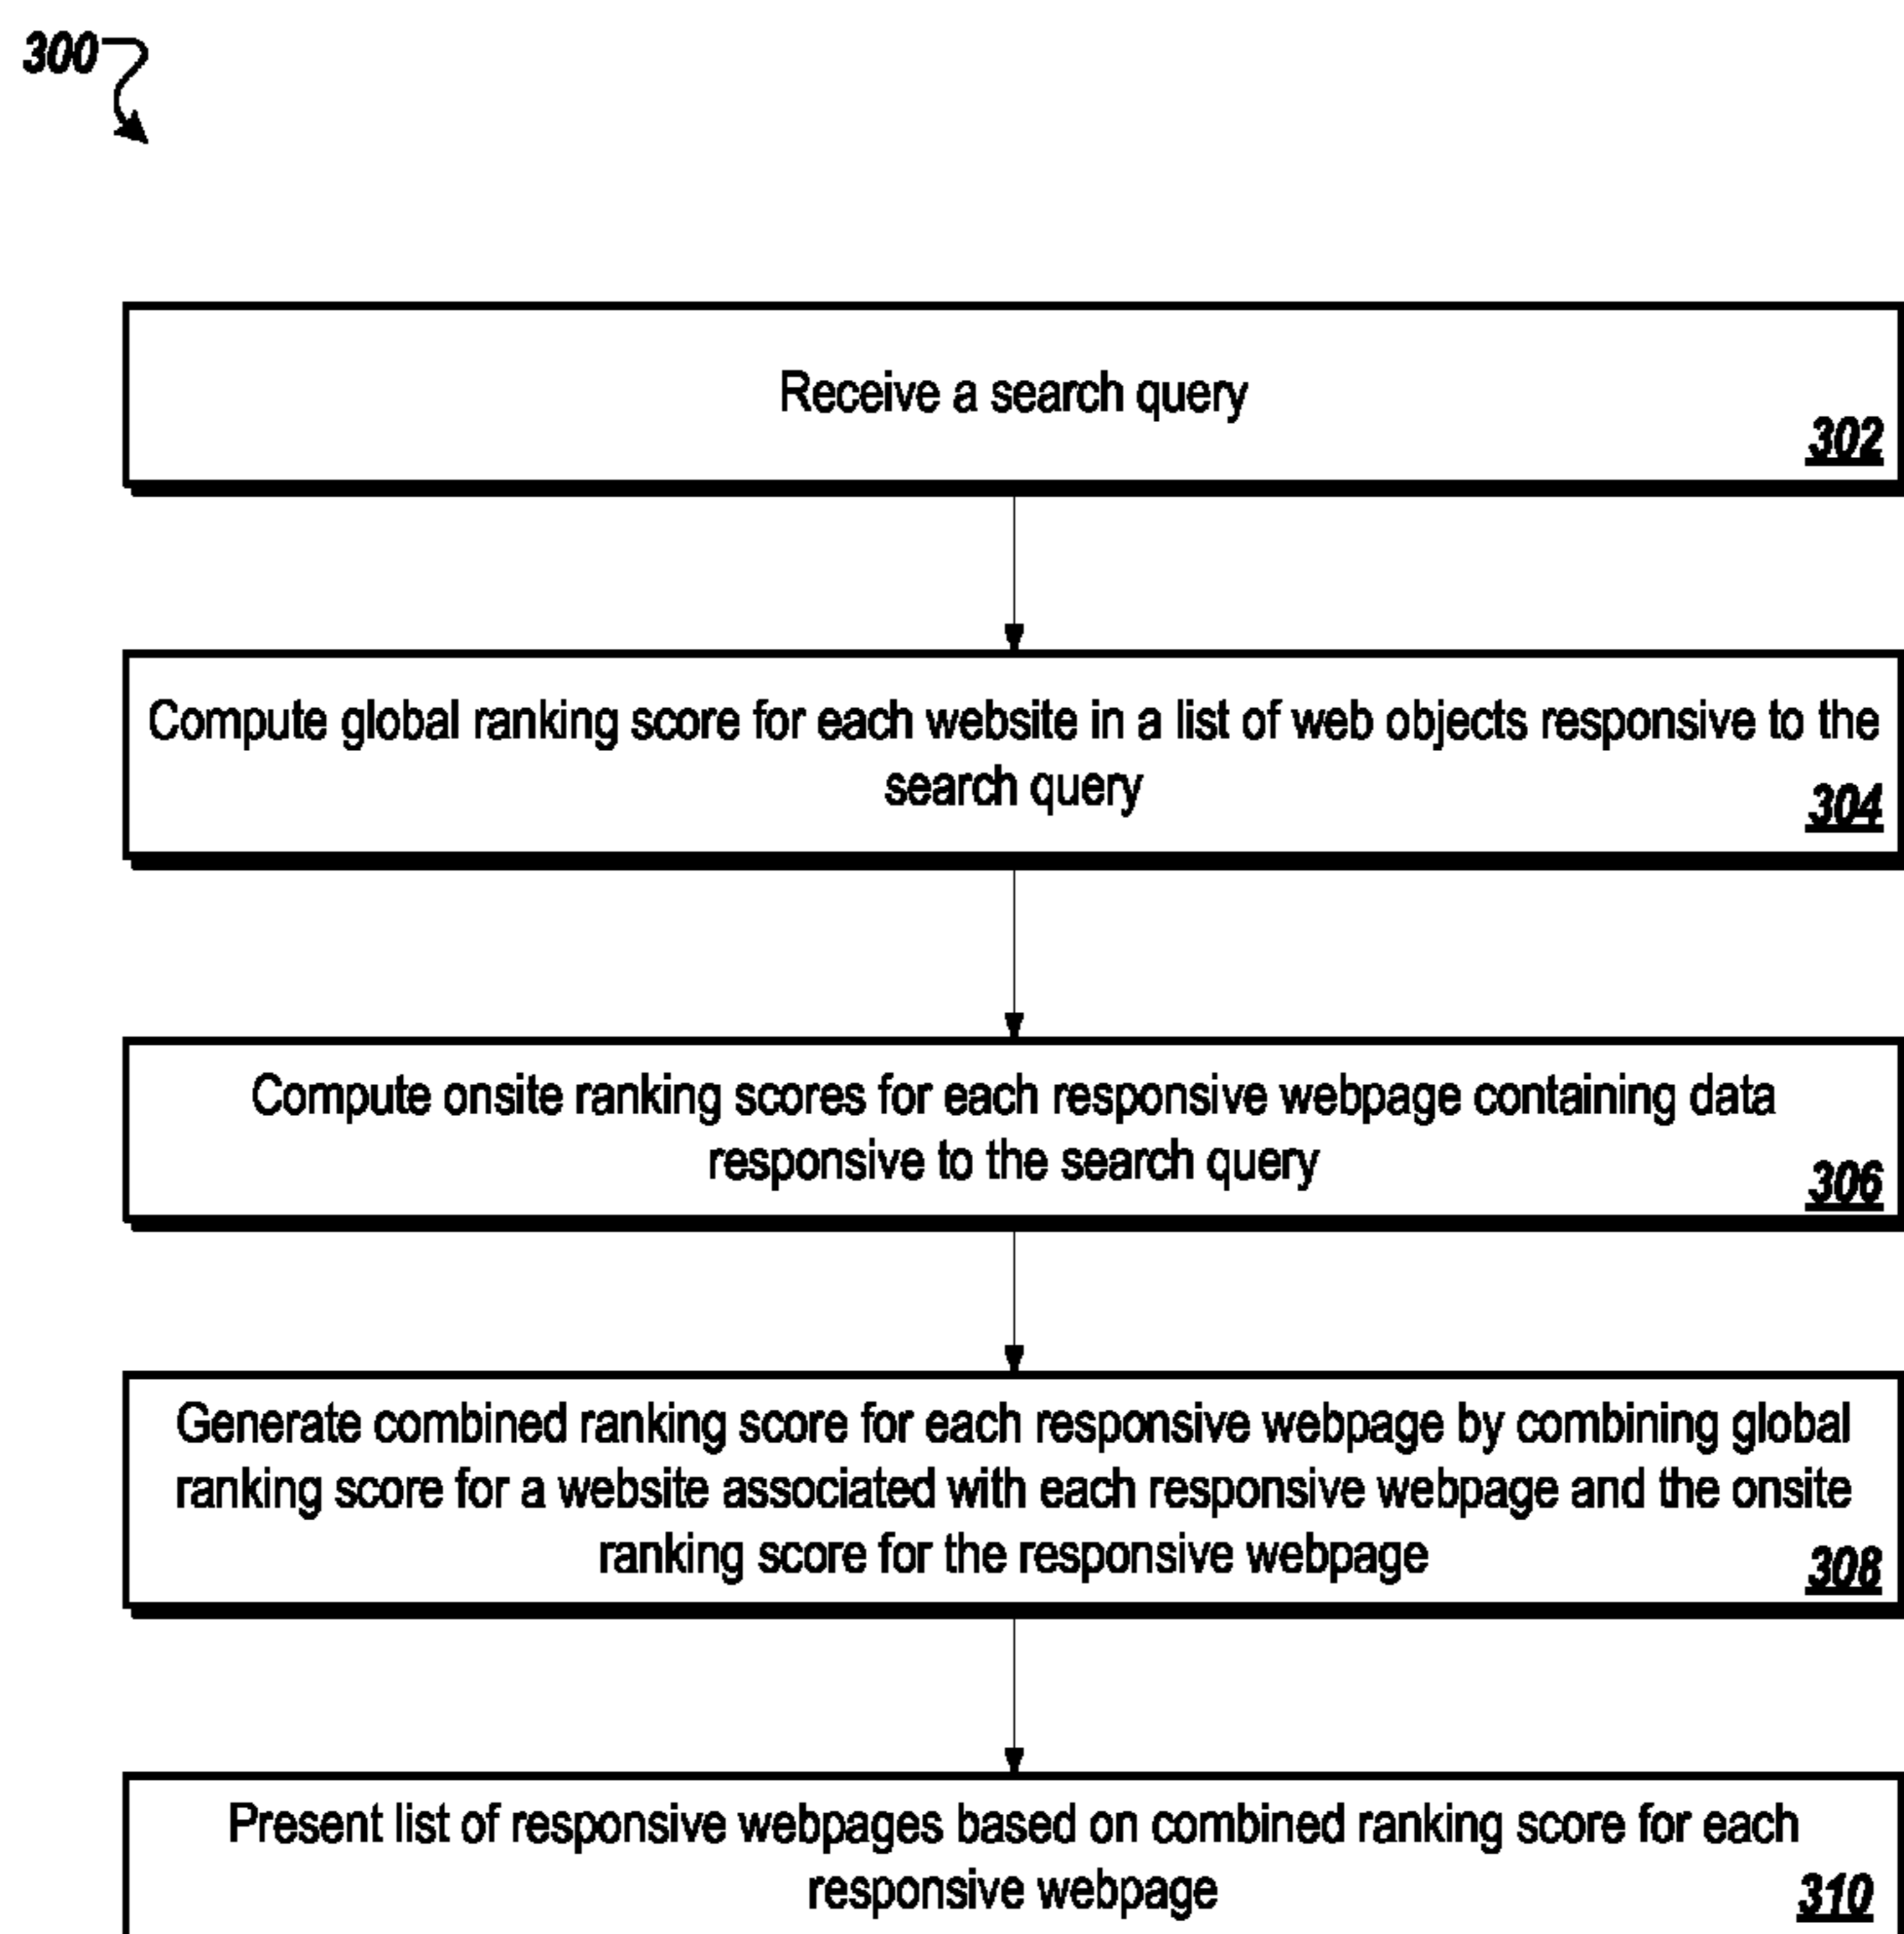 300
Receive a search query
302
Compute global ranking score for each website in a list of web objects responsive to the
search query
304
Compute onsite ranking scores for each responsive webpage containing data
responsive to the search query
306
Generate combined ranking score for each responsive webpage by combining global
ranking score for a website associated with each responsive webpage and the onsite
ranking score for the responsive webpage
308
Present list of responsive webpages based on combined ranking score for each
responsive webpage
310